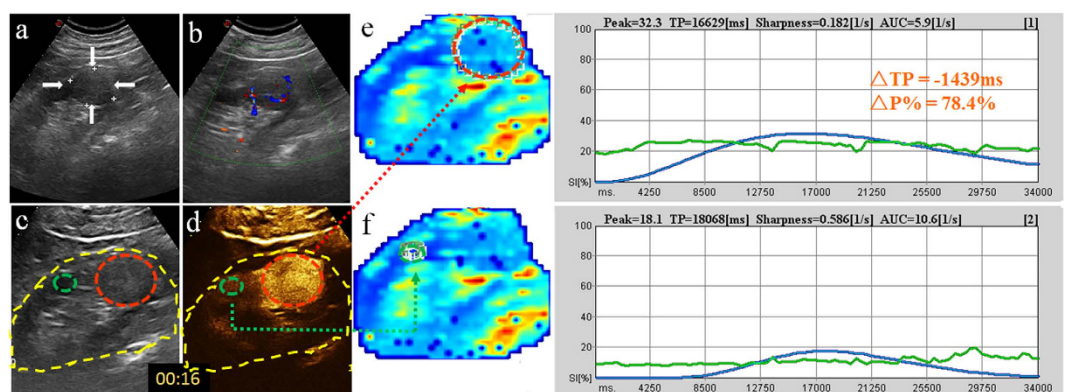 a
b
c
d
00:16
e
f
Peak=32.3 TP=16629[ms] Sharpness=0.182[1/s] AUC=5.9[1/s] [1]
100
80
60
40
20
SI[%]
ms. 4250 8500 12750 17000 21250 25500 29750 34000
△TP = -1439ms
△P% = 78.4%
Peak=18.1 TP=18068[ms] Sharpness=0.586[1/s] AUC=10.6[1/s] [2]
100
80
60
40
20
SI[%]
ms. 4250 8500 12750 17000 21250 25500 29750 34000